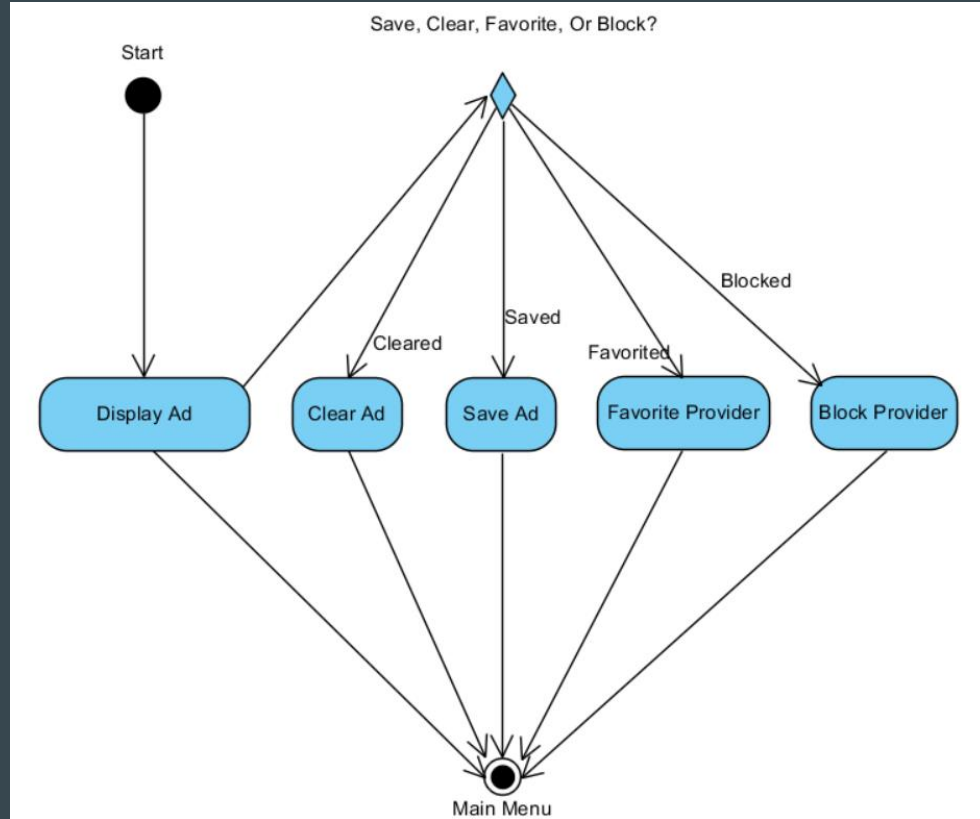 Save, Clear, Favorite, Or Block?
Start
Blocked
Saved
Cleared
Favorited
Display Ad
Clear Ad
Save Ad
Favorite Provider
Block Provider
Main Menu